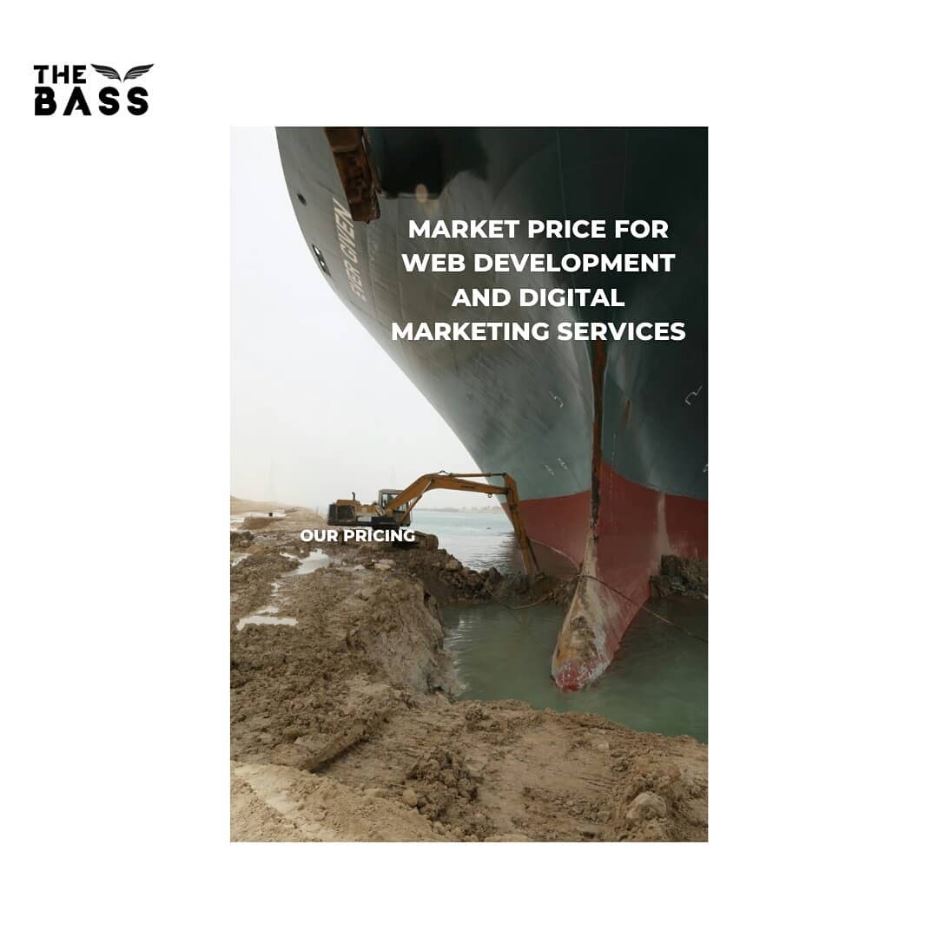 THE
BASS
MARKET PRICE FOR
WEB DEVELOPMENT
AND DIGITAL
MARKETING SERVICES
EVER GIVEN
OUR PRICING